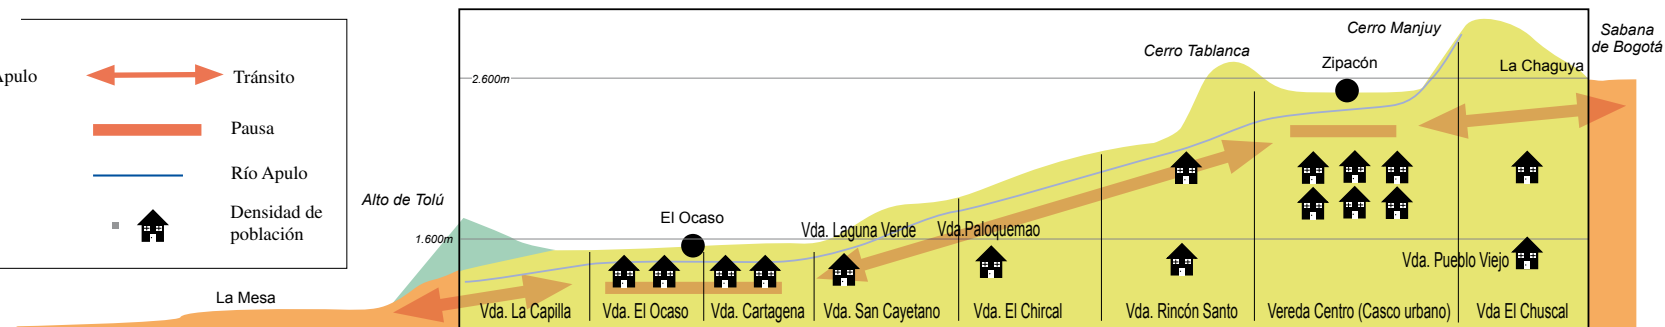 Apulo
Tránsito
Pausa
Río Apulo
Densidad de
población
Alto de Tolú
La Mesa
2.600m
1.600m
El Ocaso
Vda. Laguna Verde
Vda.Paloquemao
Cerro Tablanca
Cerro Manjuy
Zipacón
La Chaguya
Sabana
de Bogotá
Vda. Pueblo Viejo
Vda. La Capilla
Vda. El Ocaso
Vda. Cartagena
Vda. San Cayetano
Vda. El Chircal
Vda. Rincón Santo
Vereda Centro (Casco urbano)
Vda El Chuscal